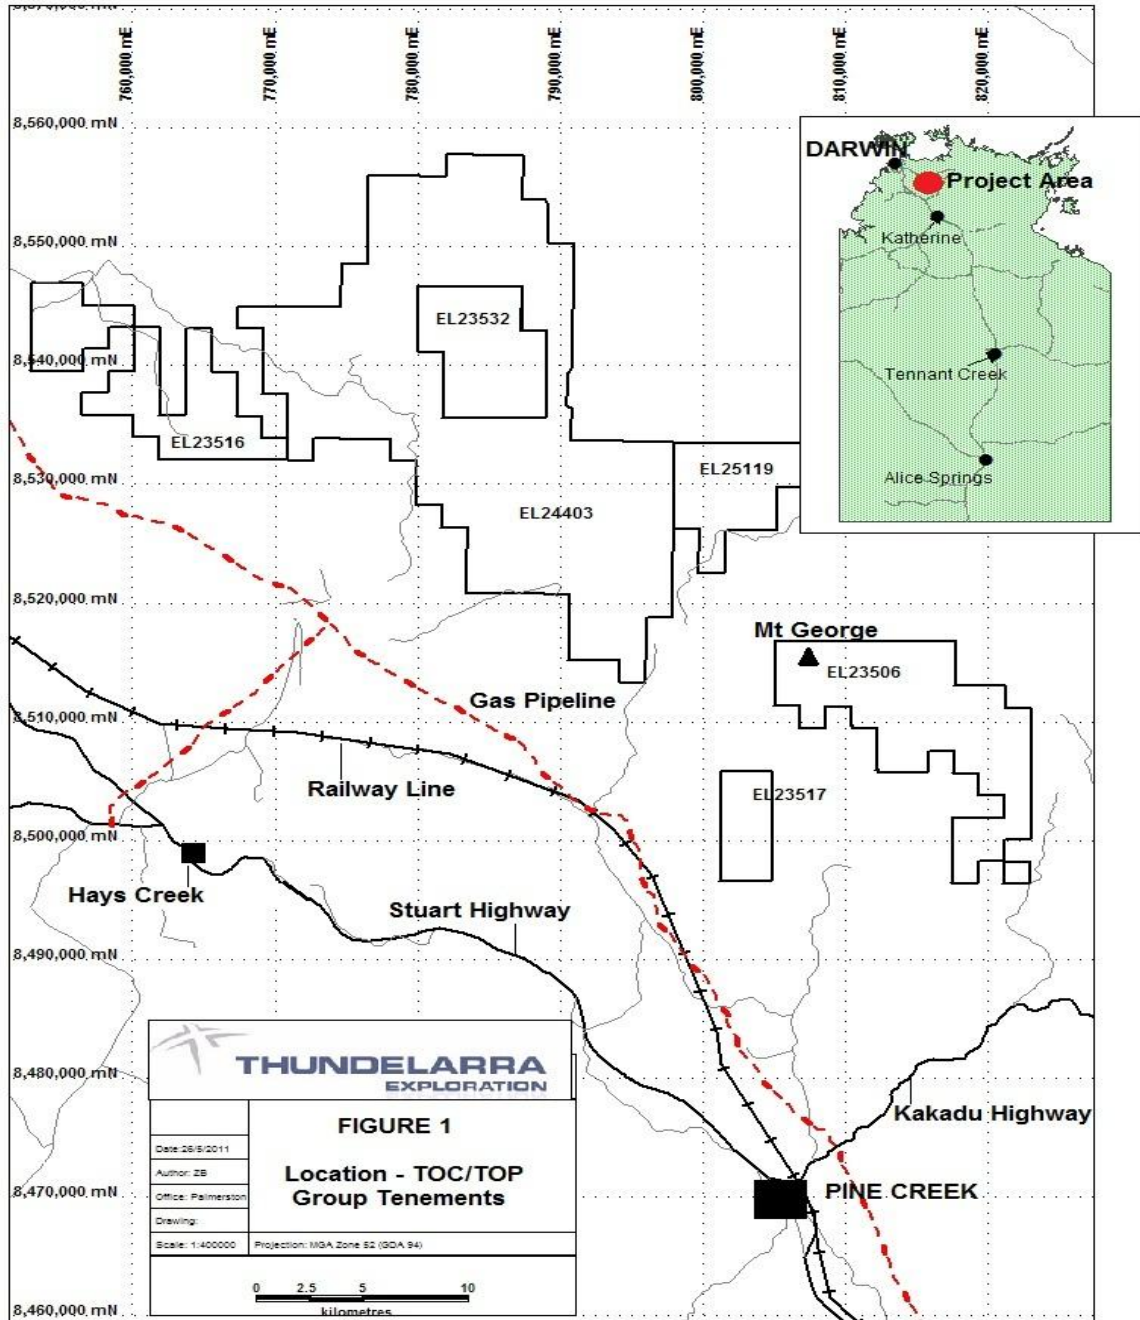 8,570,000 mN
760,000 mE
770,000 mE
780,000 mE
790,000 mE
800,000 mE
810,000 mE
820,000 mE
8,560,000 mN
DARWIN
Project Area
Katherine
Tennant Creek
Alice Springs
8,550,000 mN
EL23532
8,540,000 mN
EL23516
EL25119
8,530,000 mN
EL24403
8,520,000 mN
Mt George
EL23506
Gas Pipeline
8,510,000 mN
Railway Line
EL23517
8,500,000 mN
Hays Creek
Stuart Highway
8,490,000 mN
THUNDELARRA
EXPLORATION
8,480,000 mN
Kakadu Highway
FIGURE 1
Date:26/5/2011
Location - TOC/TOP
Group Tenements
Author: ZB
Office: Palmerston
Drawing:
Scale: 1:400000
Projection: MGA Zone 52 (GDA 94)
8,470,000 mN
PINE CREEK
0 2.5 5 10
kilometres
8,460,000 mN